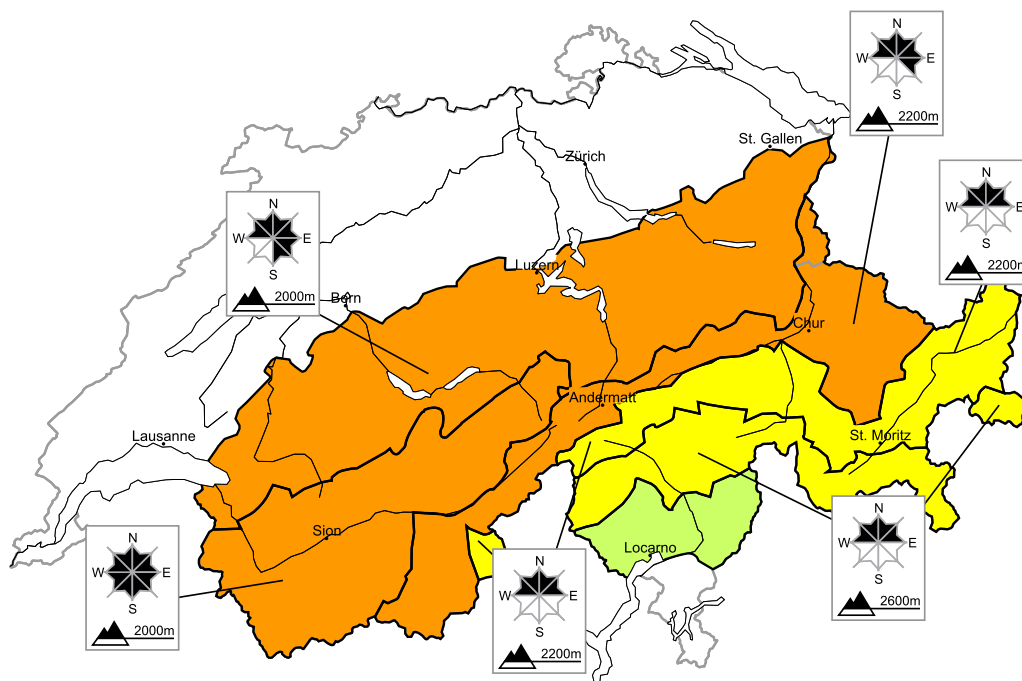 N
W E
S
2200m
St. Gallen
Zürich
N
W E
S
2200m
N
W E
S
2000m
Luzern
Bern
Chur
Andermatt
Lausanne
St. Moritz
Sion
N
W E
S
2600m
Locarno
N
W E
S
2000m
N
W E
S
2200m